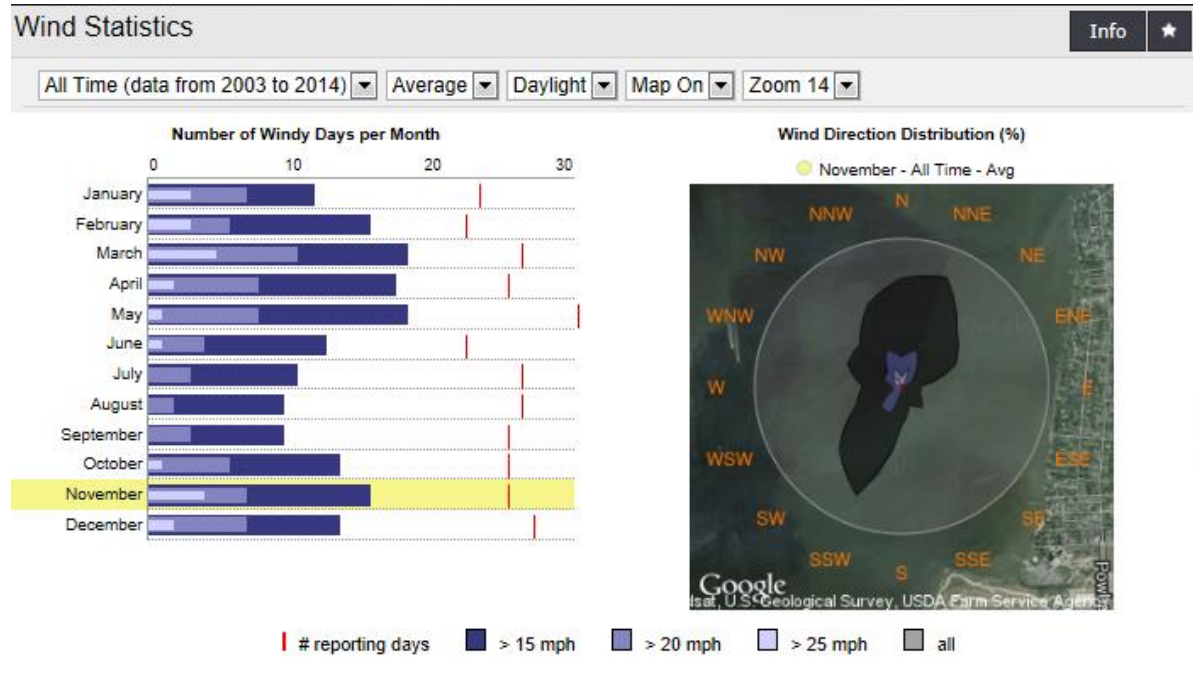 Wind Statistics
Info
All Time (data from 2003 to 2014) Average Daylight Map On Zoom 14
Number of Windy Days per Month
0 10 20 30
January
February
March
April
May
June
July
August
September
October
November
December
Wind Direction Distribution (%)
November - All Time - Avg
N
NNW NNE
NW NE
WNW ENE
W E
WSW ESE
SW SE
SSW SSE
S
Google
dsat, U.S. Geological Survey, USDA Farm Service Agency
# reporting days > 15 mph > 20 mph > 25 mph all